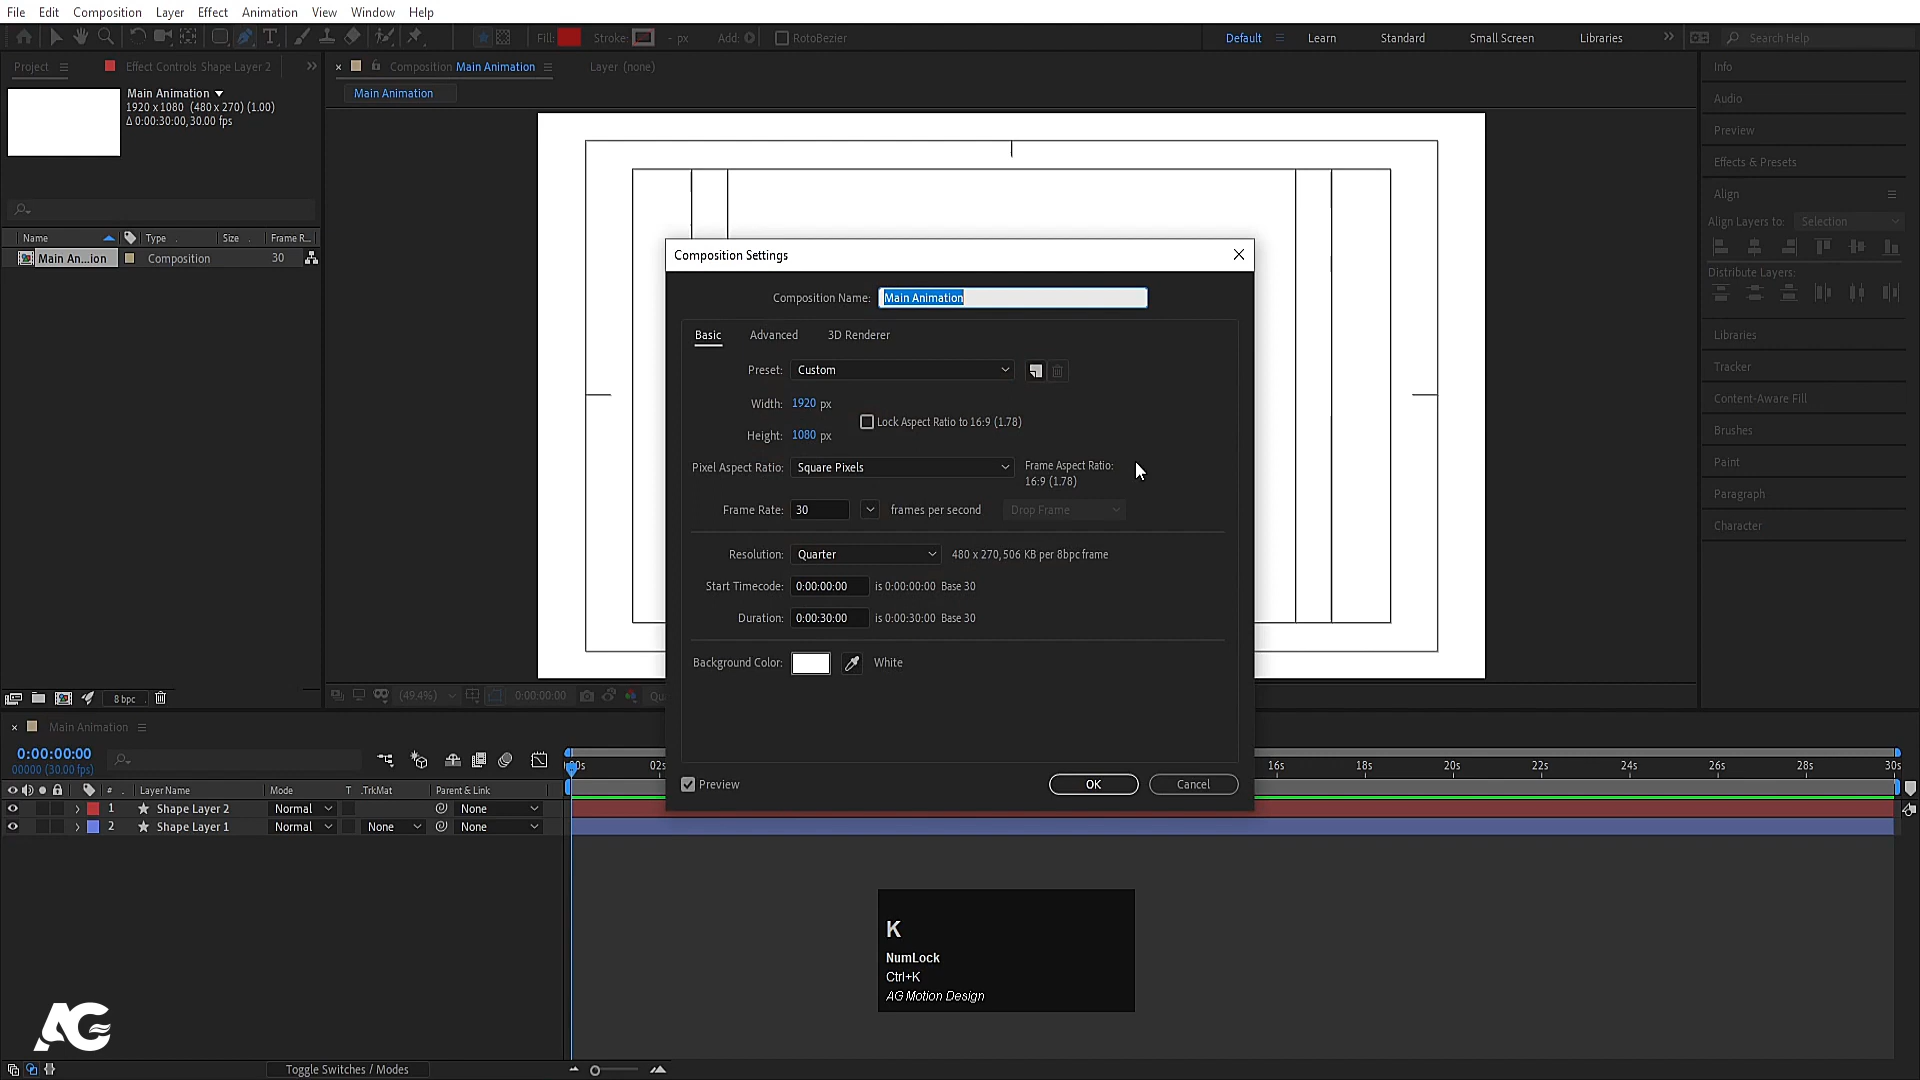 File Edit Composition Layer Effect Animation View Window Help
Fill: Stroke: - px Add: RotoBezier Default Learn Standard Small Screen Libraries Search Help
Project Effect Controls Shape Layer 2 Composition Main Animation Layer (none) Info
Main Animation
Main Animation
1920 x 1080 (480 x 270) (1.00)
Δ 0:00:30:00, 30.00 fps
Audio
Preview
Effects & Presets
Align
Align Layers to: Selection
Distribute Layers:
Libraries
Tracker
Content-Aware Fill
Brushes
Paint
Paragraph
Character
Name Type Size Frame R...
Main An...ion Composition 30
Composition Settings
Composition Name: Main Animation
Basic Advanced 3D Renderer
Preset: Custom
Width: 1920 px
Lock Aspect Ratio to 16:9 (1.78)
Height: 1080 px
Pixel Aspect Ratio: Square Pixels Frame Aspect Ratio:
16:9 (1.78)
Frame Rate: 30 frames per second Drop Frame
Resolution: Quarter 480 x 270, 506 KB per 8bpc frame
Start Timecode: 0:00:00:00 is 0:00:00:00 Base 30
Duration: 0:00:30:00 is 0:00:30:00 Base 30
Background Color: White
Preview OK Cancel
8 bpc (49.4%) 0:00:00:00
Main Animation
0:00:00:00
00000 (30.00 fps)
02s 16s 18s 20s 22s 24s 26s 28s 30s
# Layer Name Mode T .TrkMat Parent & Link
1 Shape Layer 2 Normal None
2 Shape Layer 1 Normal None None
K
NumLock
Ctrl+K
AG Motion Design
AG
Toggle Switches / Modes